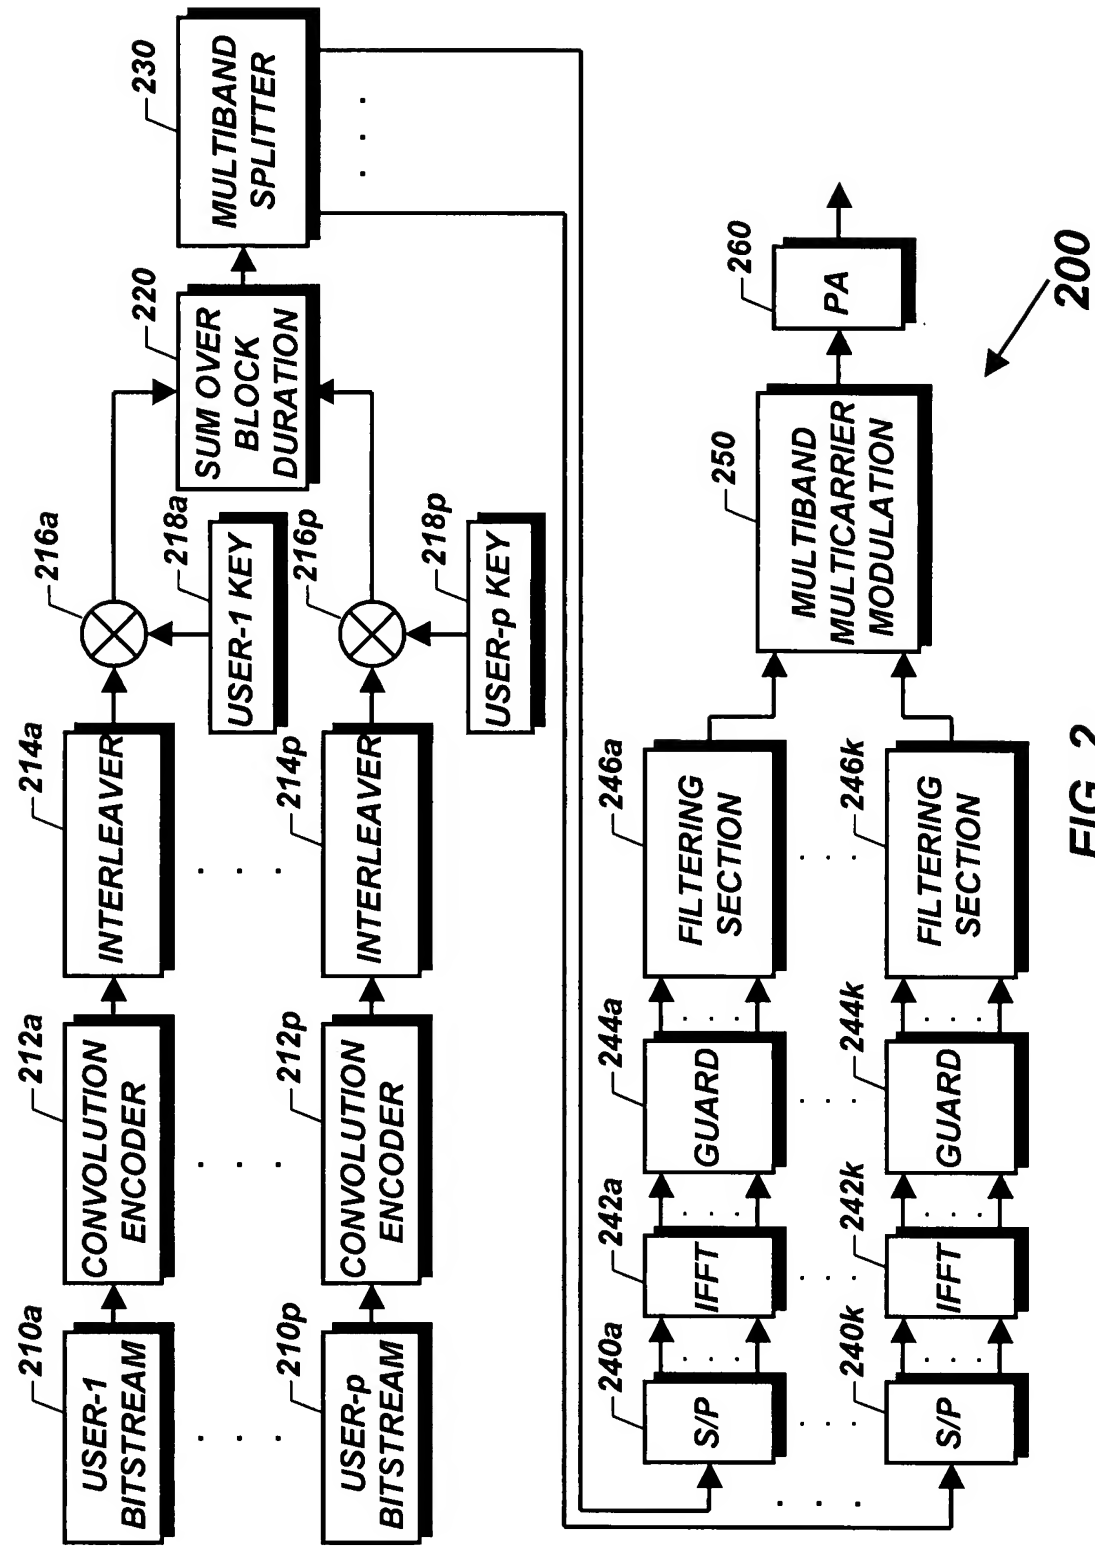 210a
USER-1
BITSTREAM
212a
CONVOLUTION
ENCODER
214a
INTERLEAVER
216a
218a
USER-1 KEY
210p
USER-p
BITSTREAM
212p
CONVOLUTION
ENCODER
214p
INTERLEAVER
216p
218p
USER-p KEY
220
SUM OVER
BLOCK
DURATION
230
MULTIBAND
SPLITTER
240a
S/P
242a
IFFT
244a
GUARD
246a
FILTERING
SECTION
240k
S/P
242k
IFFT
244k
GUARD
246k
FILTERING
SECTION
250
MULTIBAND
MULTICARRIER
MODULATION
260
PA
200
FIG. 2